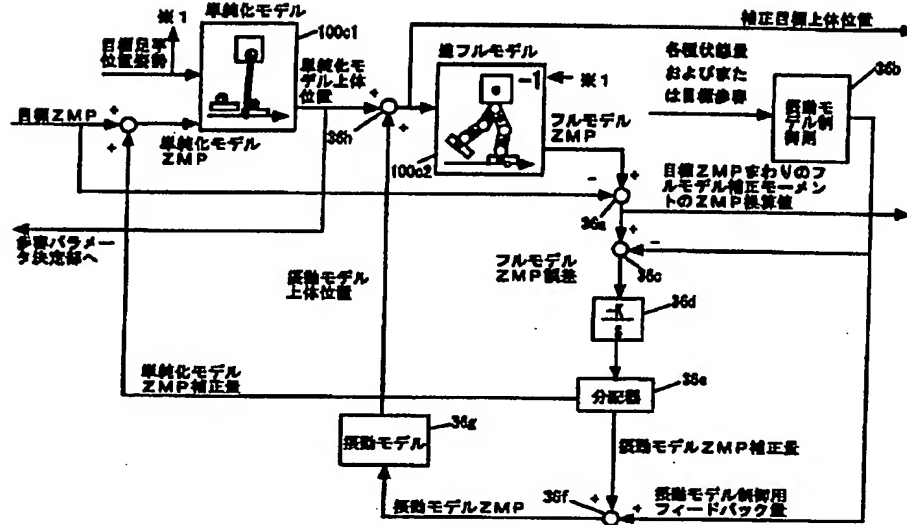 ※1
単純化モデル
100c1
目標足平
位置姿勢
単純化モ
デル上体
位置
補正目標上体位置
逆フルモデル
-1
※1
各種状態量
およびまた
は目標歩容
36b
摂動モ
デル制
御則
目標ZMP
+
+
単純化モデル
ZMP
+
+
36h
100c2
フルモデル
ZMP
-
+
36a
目標ZMPまわりのフ
ルモデル補正モーメン
トのZMP換算値
歩容パラメー
タ決定部へ
摂動モデル
上体位置
フルモデル
ZMP誤差
+
-
36c
-K
s
36d
単純化モデル
ZMP補正量
分配器
36e
摂動モデル
36g
摂動モデルZMP補正量
摂動モデルZMP
36f
+
+
摂動モデル制御用
フィードバック量